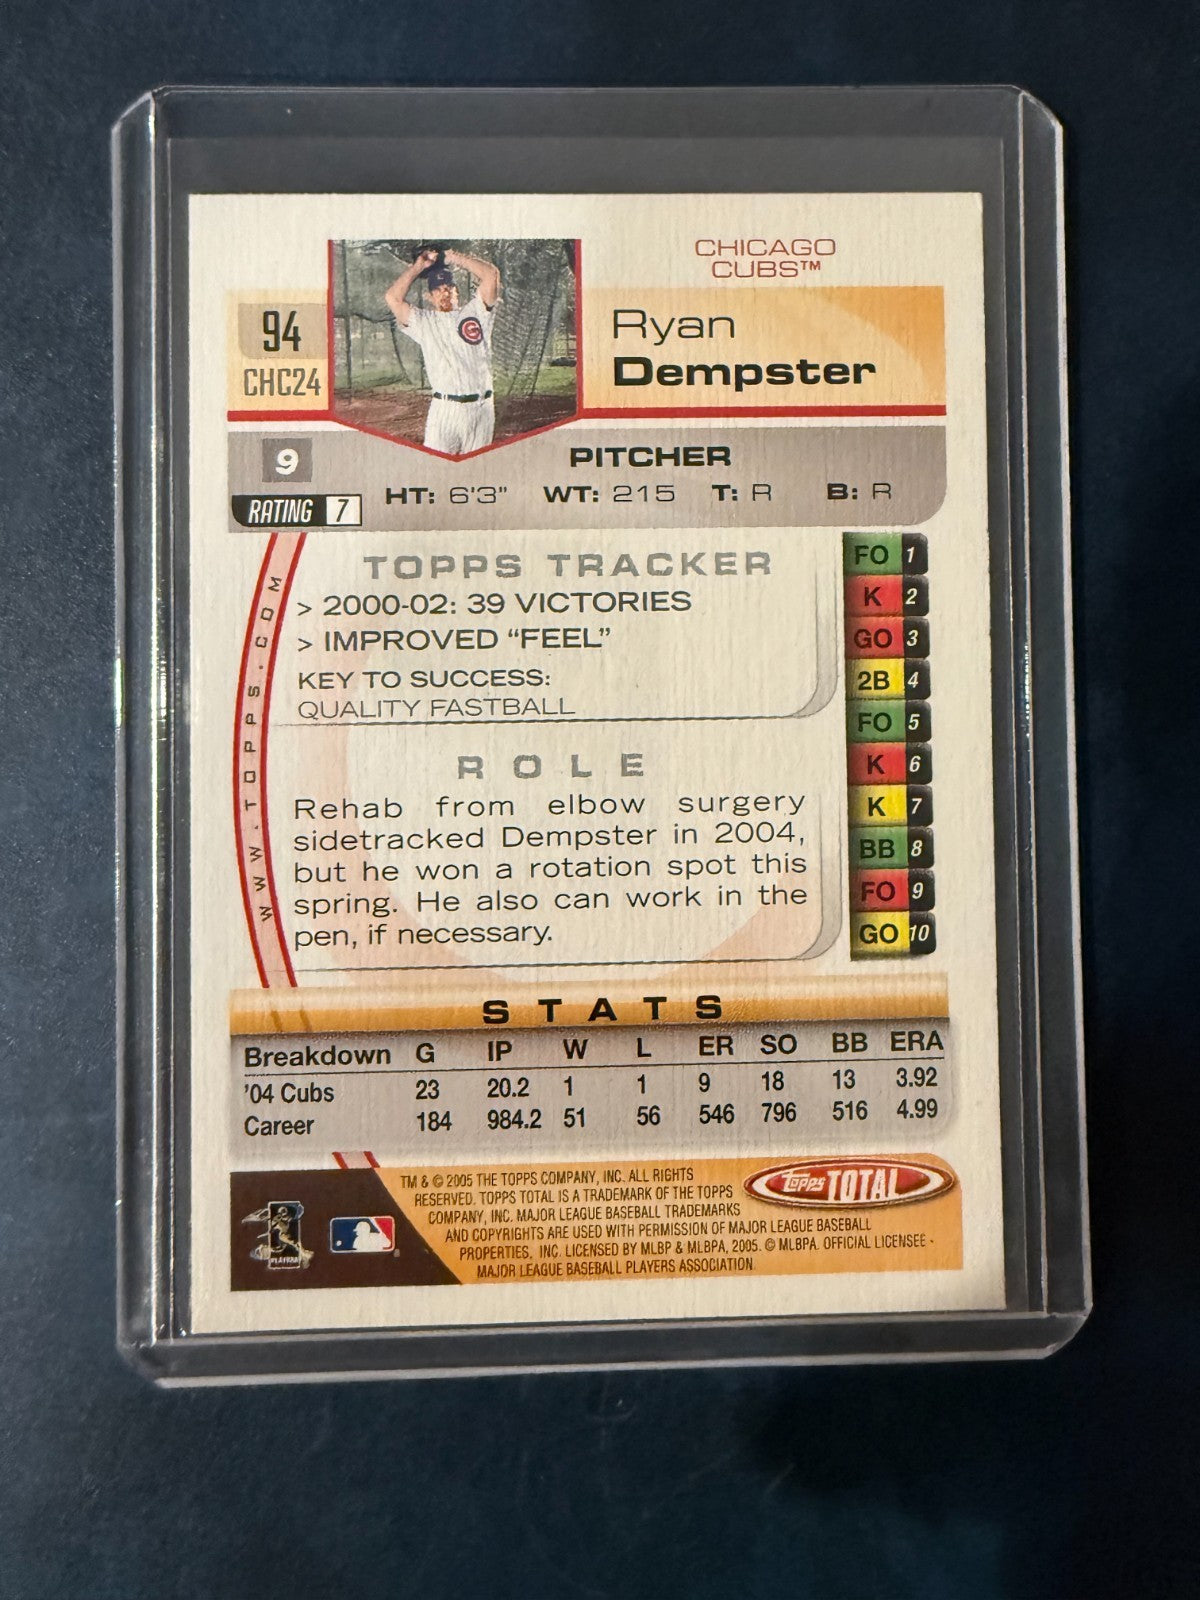 CHICAGO
CUBS™
94
CHC24
Ryan
Dempster
9
PITCHER
RATING 7
HT: 6'3" WT: 215 T: R B: R
TOPPS TRACKER
> 2000-02: 39 VICTORIES
> IMPROVED “FEEL”
KEY TO SUCCESS:
QUALITY FASTBALL
ROLE
Rehab from elbow surgery
sidetracked Dempster in 2004,
but he won a rotation spot this
spring. He also can work in the
pen, if necessary.
WWW.TOPPS.COM
FO 1
K 2
GO 3
2B 4
FO 5
K 6
K 7
BB 8
FO 9
GO 10
STATS
Breakdown G IP W L ER SO BB ERA
'04 Cubs 23 20.2 1 1 9 18 13 3.92
Career 184 984.2 51 56 546 796 516 4.99
TM & © 2005 THE TOPPS COMPANY, INC. ALL RIGHTS
RESERVED. TOPPS TOTAL IS A TRADEMARK OF THE TOPPS
COMPANY, INC. MAJOR LEAGUE BASEBALL TRADEMARKS
AND COPYRIGHTS ARE USED WITH PERMISSION OF MAJOR LEAGUE BASEBALL
PROPERTIES, INC. LICENSED BY MLBP & MLBPA, 2005. © MLBPA. OFFICIAL LICENSEE -
MAJOR LEAGUE BASEBALL PLAYERS ASSOCIATION.
Topps TOTAL